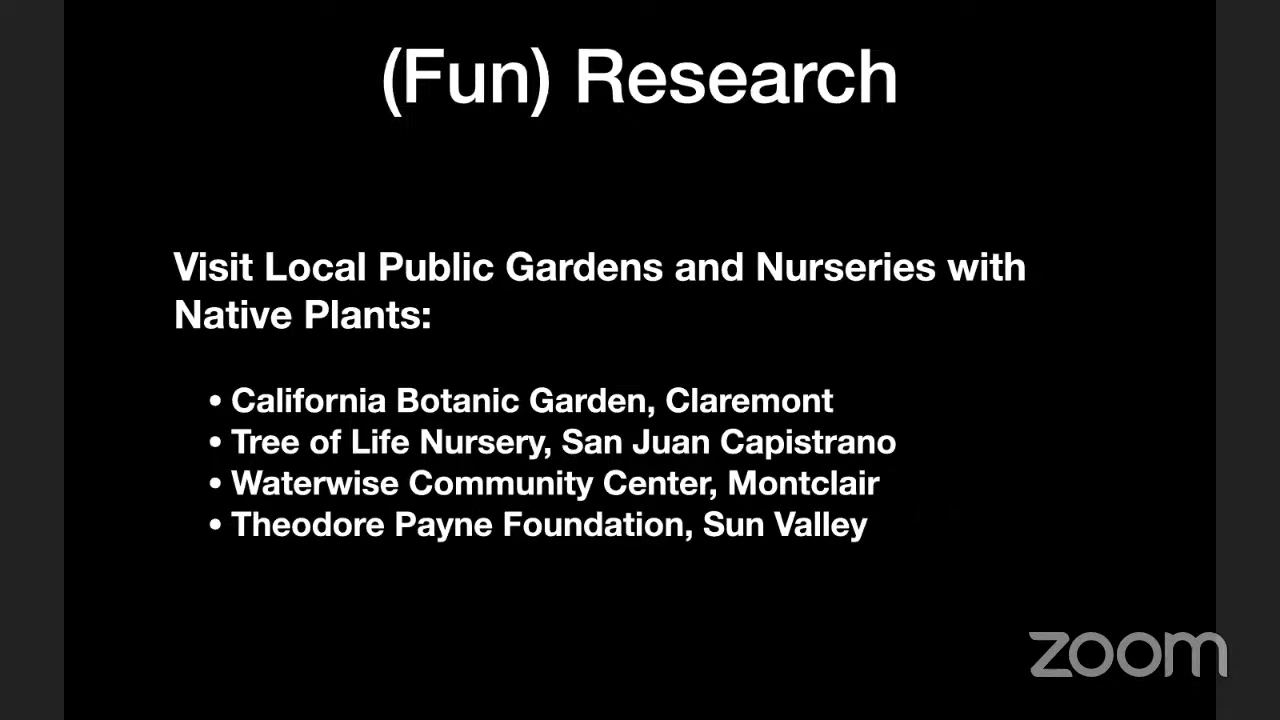 (Fun) Research
Visit Local Public Gardens and Nurseries with
Native Plants:
• California Botanic Garden, Claremont
• Tree of Life Nursery, San Juan Capistrano
• Waterwise Community Center, Montclair
• Theodore Payne Foundation, Sun Valley
zoom